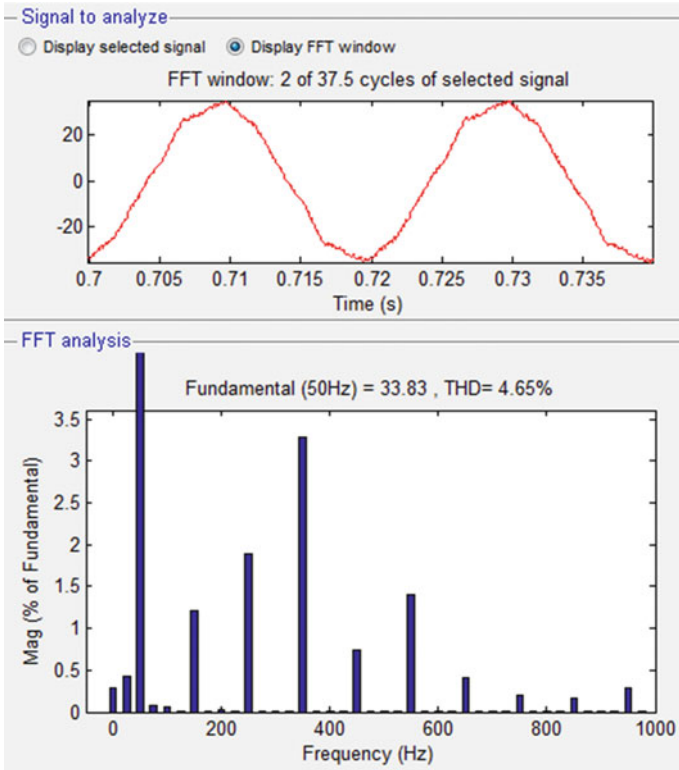 Signal to analyze
Display selected signal Display FFT window
FFT window: 2 of 37.5 cycles of selected signal
20
0
-20
0.7 0.705 0.71 0.715 0.72 0.725 0.73 0.735
Time (s)
FFT analysis
Fundamental (50Hz) = 33.83 , THD= 4.65%
3.5
3
2.5
2
1.5
1
0.5
0
Mag (% of Fundamental)
0 200 400 600 800 1000
Frequency (Hz)